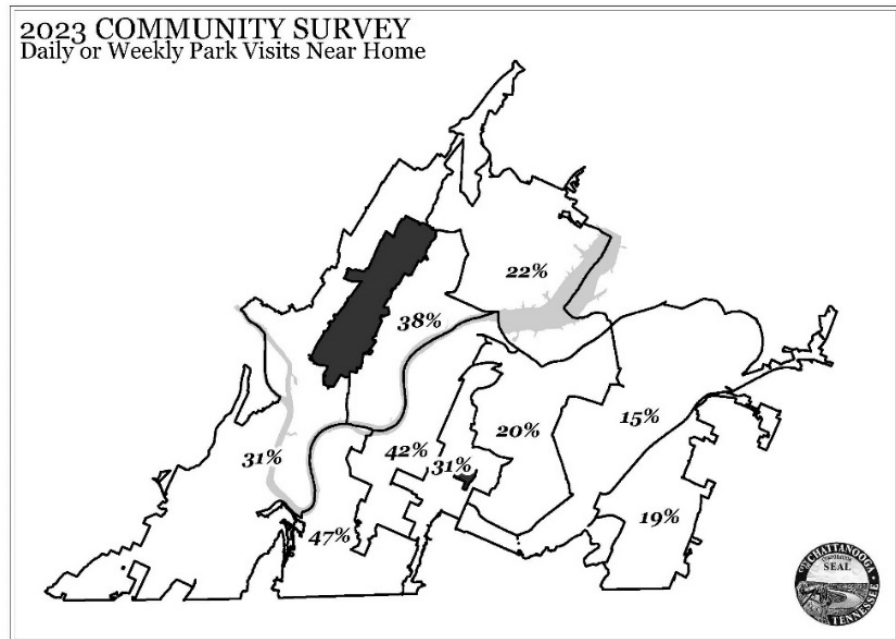 2023 COMMUNITY SURVEY
Daily or Weekly Park Visits Near Home
22%
38%
15%
20%
42%
31%
31%
19%
47%
CHATTANOOGA
SEAL
TENNESSEE